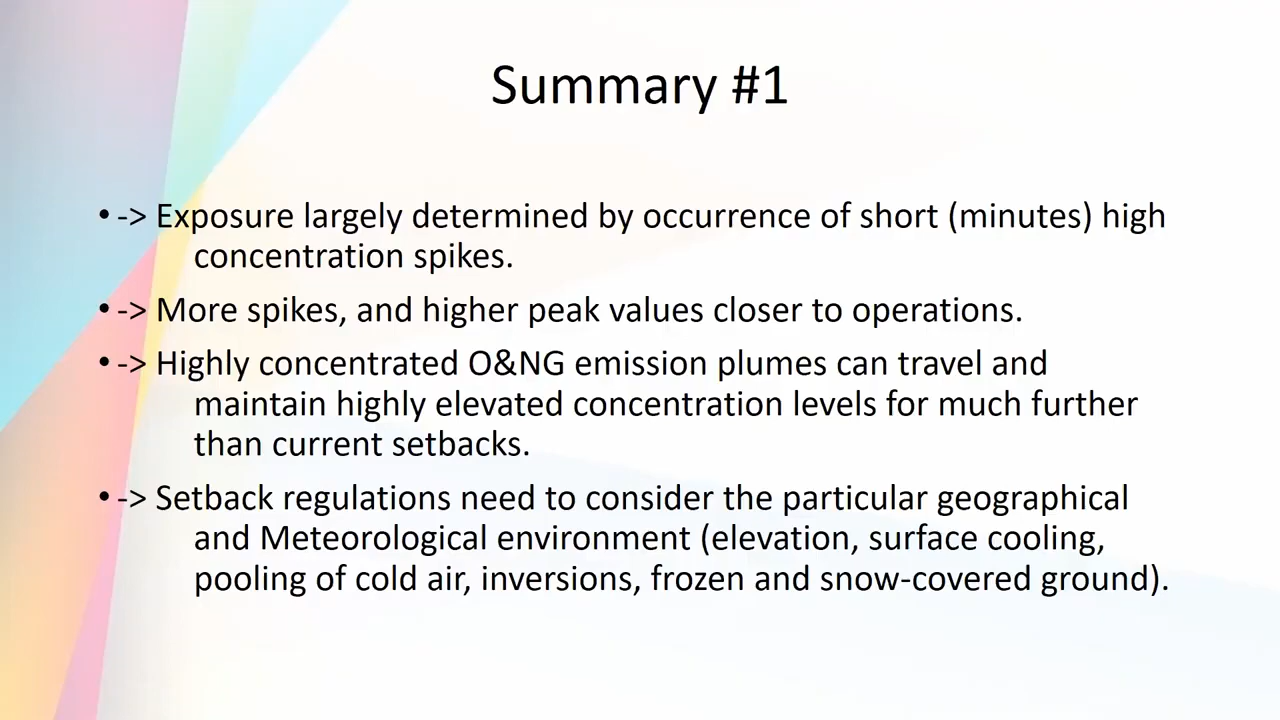 Summary #1
• -> Exposure largely determined by occurrence of short (minutes) high
concentration spikes.
• -> More spikes, and higher peak values closer to operations.
• -> Highly concentrated O&NG emission plumes can travel and
maintain highly elevated concentration levels for much further
than current setbacks.
• -> Setback regulations need to consider the particular geographical
and Meteorological environment (elevation, surface cooling,
pooling of cold air, inversions, frozen and snow-covered ground).